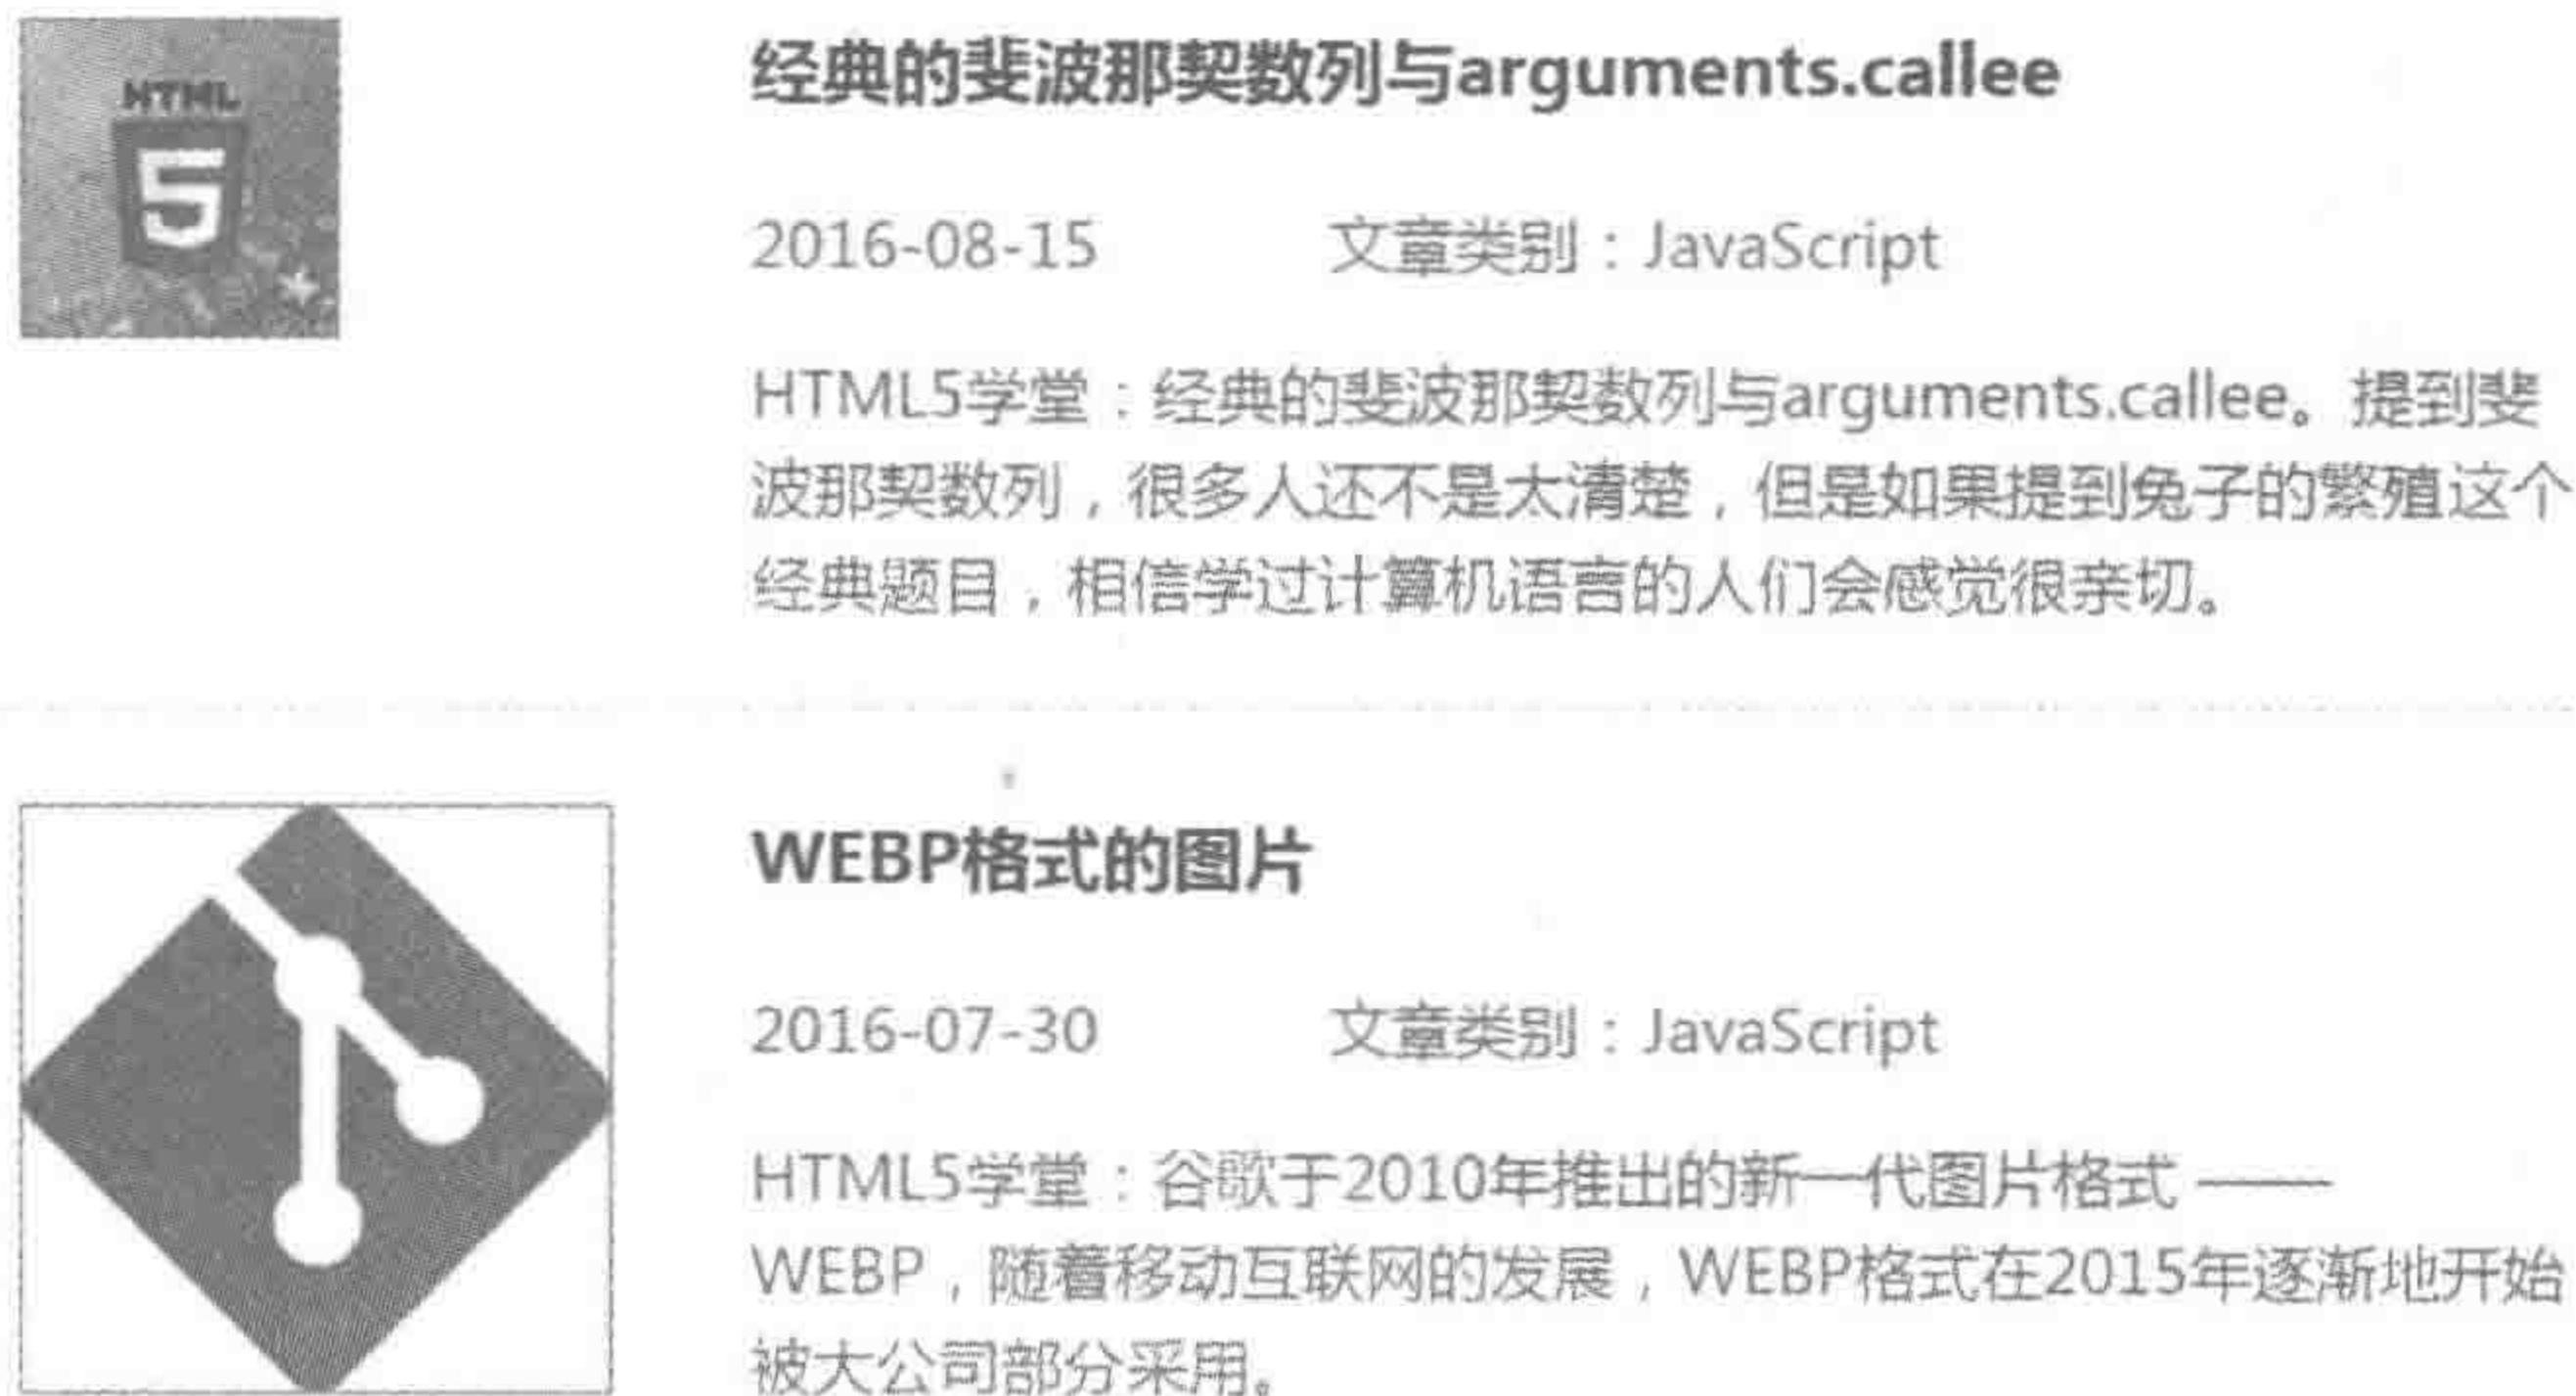 HTML
5
经典的斐波那契数列与arguments.callee
2016-08-15 文章类别：JavaScript
HTML5学堂：经典的斐波那契数列与arguments.callee。提到斐
波那契数列，很多人还不是太清楚，但是如果提到兔子的繁殖这个
经典题目，相信学过计算机语言的人们会感觉很亲切。
WEBP格式的图片
2016-07-30 文章类别：JavaScript
HTML5学堂：谷歌于2010年推出的新一代图片格式 ——
WEBP，随着移动互联网的发展，WEBP格式在2015年逐渐地开始
被大公司部分采用。